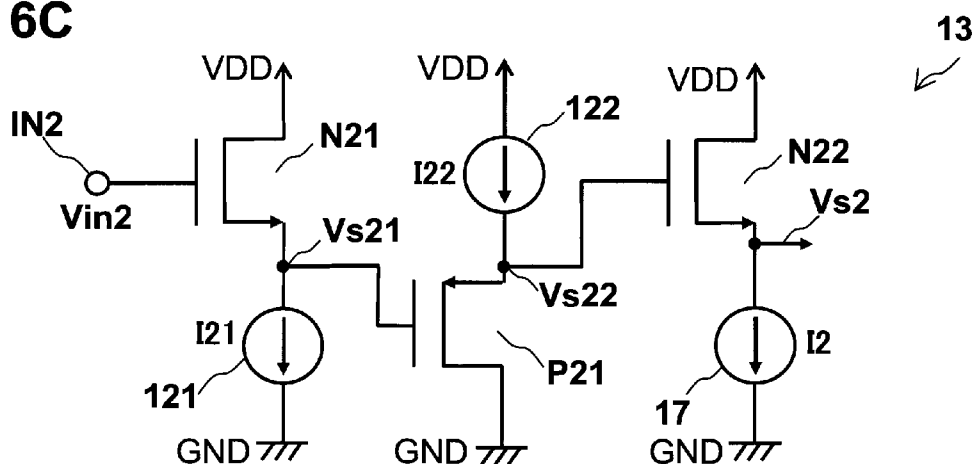 6C
13
VDD
VDD
VDD
IN2
N21
122
N22
I22
Vin2
Vs21
Vs2
Vs22
I21
I2
121
P21
17
GND
GND
GND